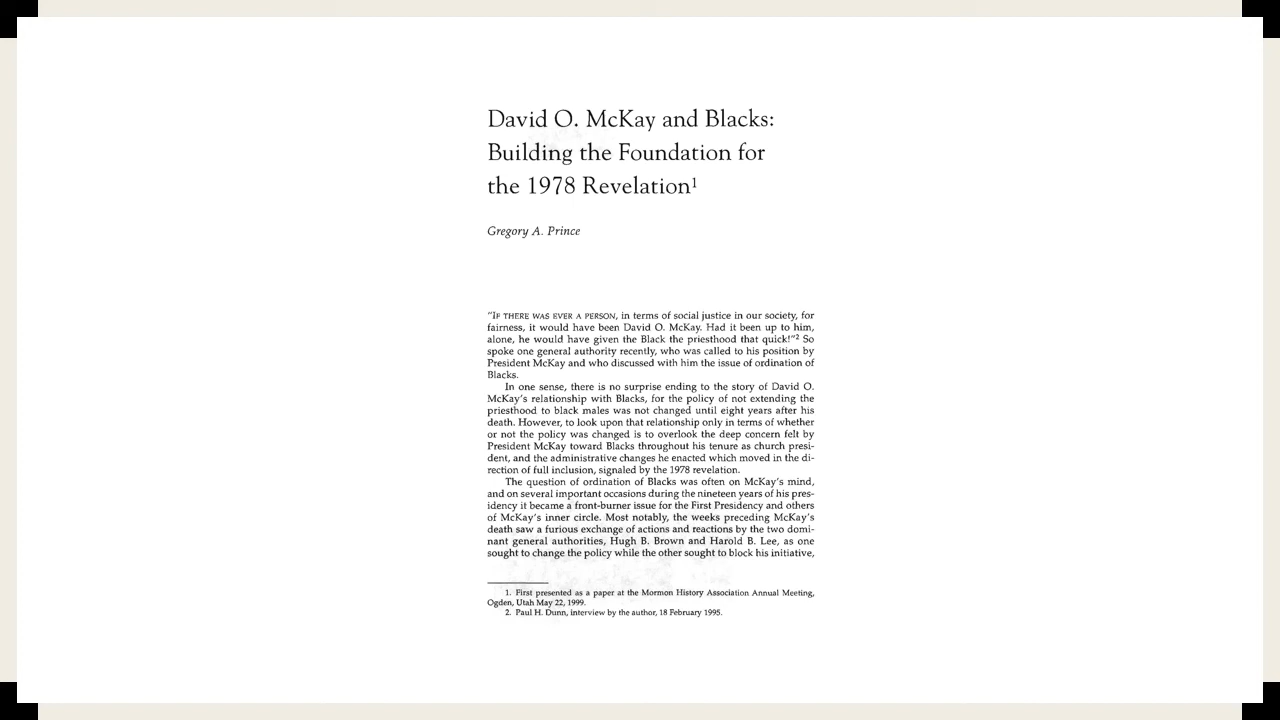 David O. McKay and Blacks:
Building the Foundation for
the 1978 Revelation¹
Gregory A. Prince
"IF THERE WAS EVER A PERSON, in terms of social justice in our society, for
fairness, it would have been David O. McKay. Had it been up to him,
alone, he would have given the Black the priesthood that quick!"² So
spoke one general authority recently, who was called to his position by
President McKay and who discussed with him the issue of ordination of
Blacks.
In one sense, there is no surprise ending to the story of David O.
McKay's relationship with Blacks, for the policy of not extending the
priesthood to black males was not changed until eight years after his
death. However, to look upon that relationship only in terms of whether
or not the policy was changed is to overlook the deep concern felt by
President McKay toward Blacks throughout his tenure as church presi-
dent, and the administrative changes he enacted which moved in the di-
rection of full inclusion, signaled by the 1978 revelation.
The question of ordination of Blacks was often on McKay's mind,
and on several important occasions during the nineteen years of his pres-
idency it became a front-burner issue for the First Presidency and others
of McKay's inner circle. Most notably, the weeks preceding McKay's
death saw a furious exchange of actions and reactions by the two domi-
nant general authorities, Hugh B. Brown and Harold B. Lee, as one
sought to change the policy while the other sought to block his initiative,
1. First presented as a paper at the Mormon History Association Annual Meeting,
Ogden, Utah May 22, 1999.
2. Paul H. Dunn, interview by the author, 18 February 1995.